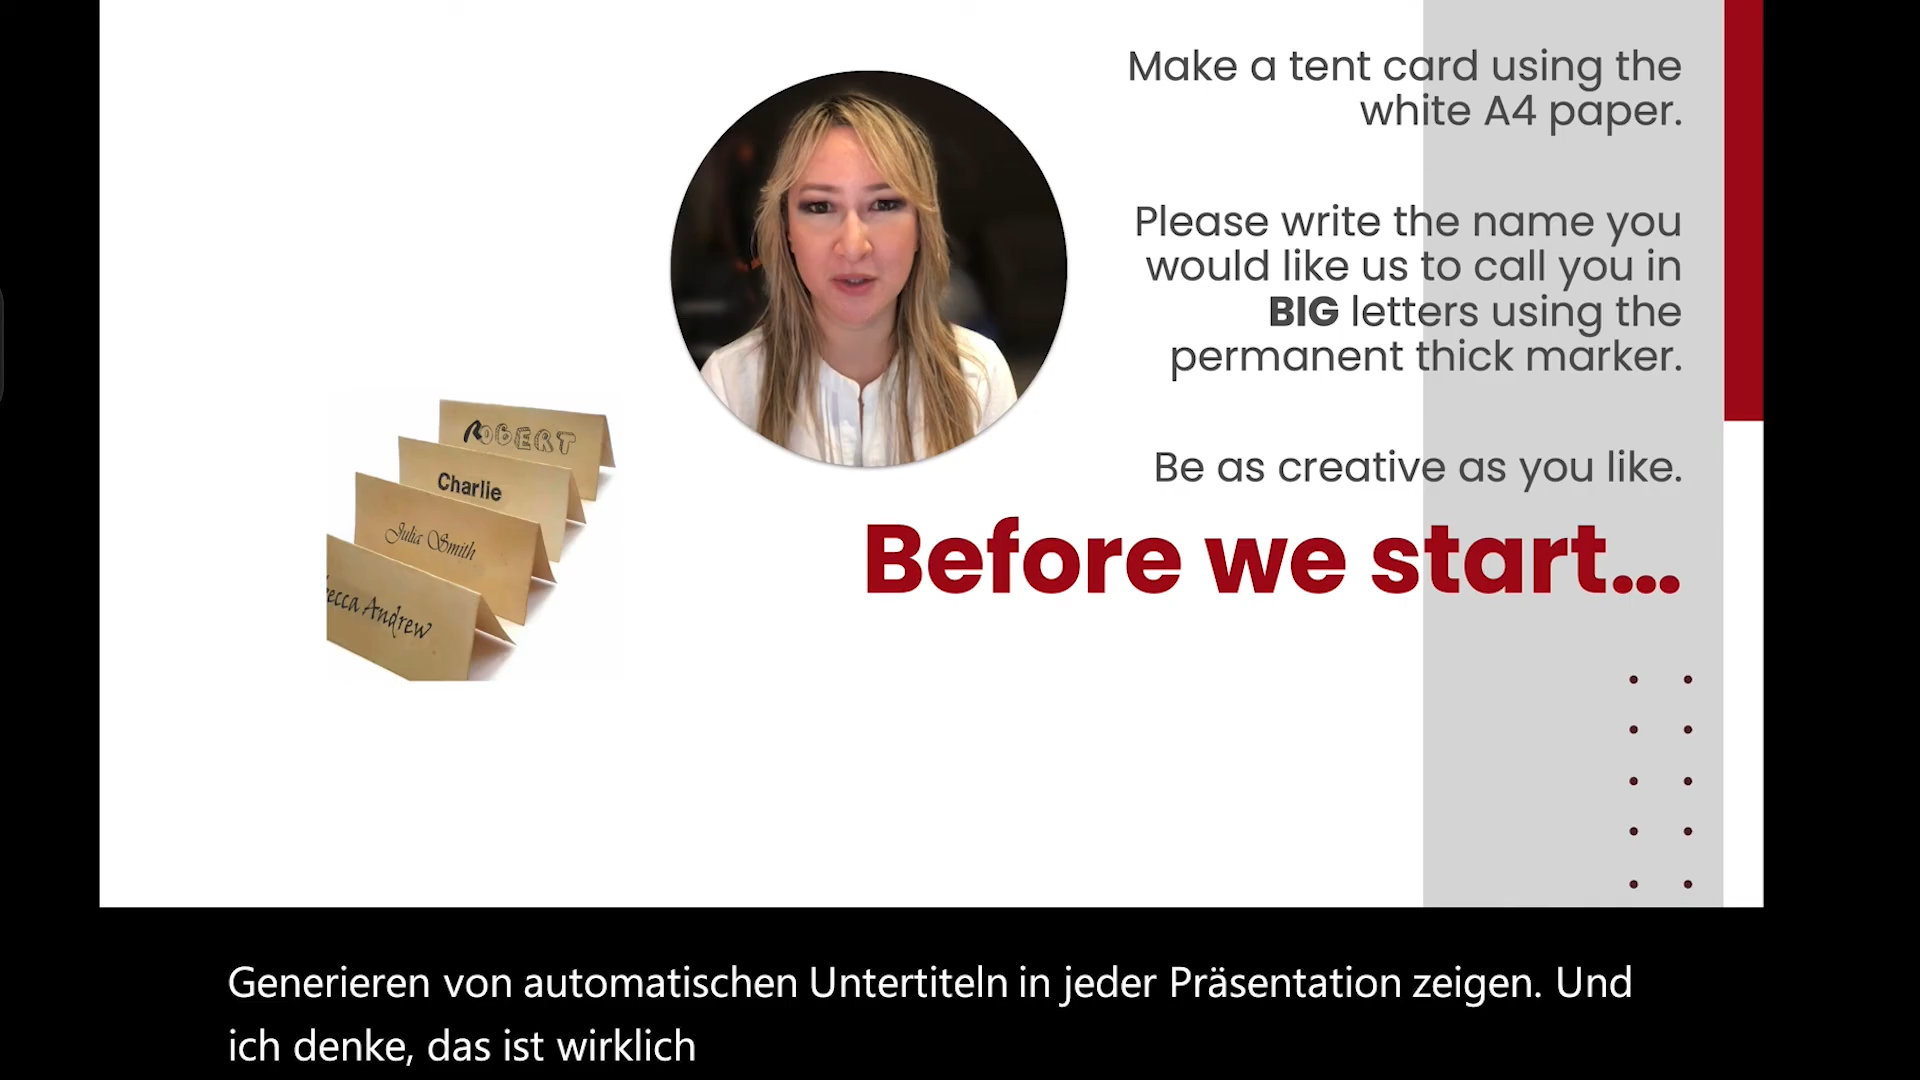 Make a tent card using the
white A4 paper.
Please write the name you
would like us to call you in
BIG letters using the
permanent thick marker.
Be as creative as you like.
Before we start...
ROBERT
Charlie
Julia Smith
ecca Andrew
Generieren von automatischen Untertiteln in jeder Präsentation zeigen. Und
ich denke, das ist wirklich